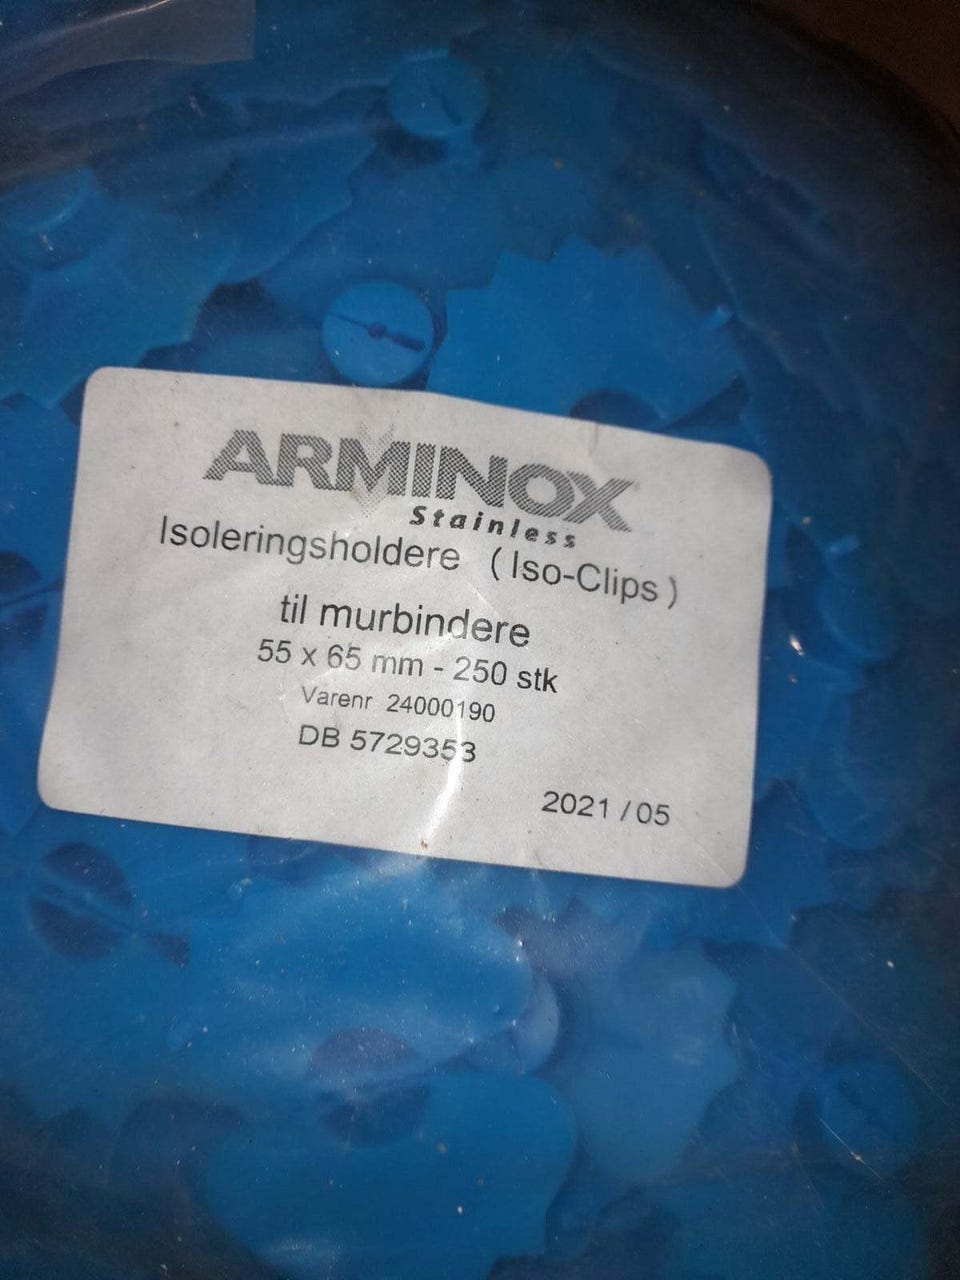 ARMINOX
Stainless
Isoleringsholdere (Iso-Clips)
til murbindere
55 x 65 mm - 250 stk
Varenr 24000190
DB 5729353
2021/05